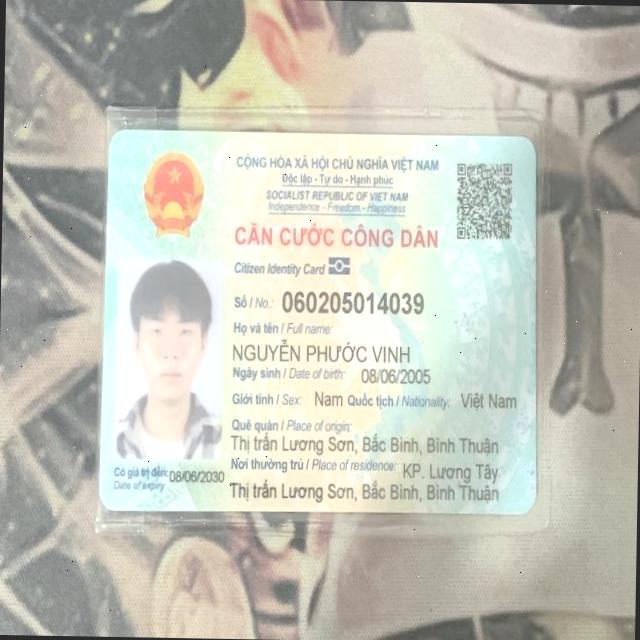 CỘNG HÒA XÃ HỘI CHỦ NGHĨA VIỆT NAM
Độc lập - Tự do - Hạnh phúc
SOCIALIST REPUBLIC OF VIET NAM
Independence - Freedom - Happiness
CĂN CƯỚC CÔNG DÂN
Citizen Identity Card
Số / No.: 060205014039
Họ và tên / Full name:
NGUYỄN PHƯỚC VINH
Ngày sinh / Date of birth: 08/06/2005
Giới tính / Sex: Nam Quốc tịch / Nationality: Việt Nam
Quê quán / Place of origin:
Thị trấn Lương Sơn, Bắc Bình, Bình Thuận
Nơi thường trú / Place of residence: KP. Lương Tây
Thị trấn Lương Sơn, Bắc Bình, Bình Thuận
Có giá trị đến: 08/06/2030
Date of expiry